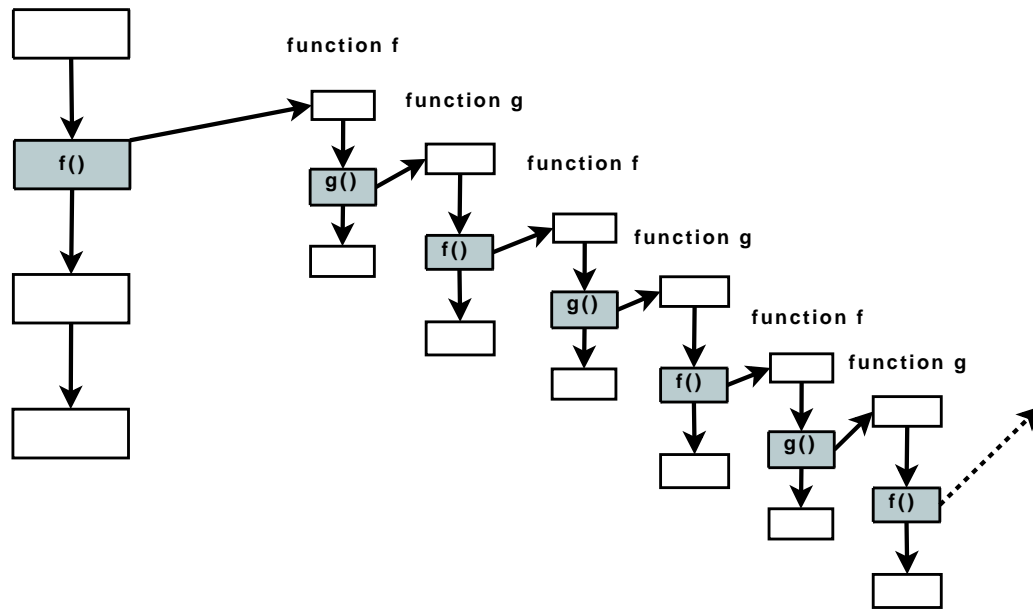 function f
function g
f()
function f
g()
function g
f()
g()
function f
function g
f()
g()
f()